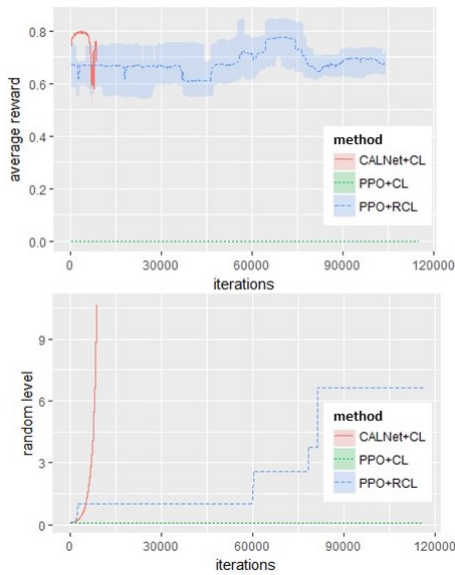 0.8
0.6
0.4
0.2
0.0
average reward
method
CALNet+CL
PPO+CL
PPO+RCL
0 30000 60000 90000 120000
iterations
9
6
3
0
random level
method
CALNet+CL
PPO+CL
PPO+RCL
0 30000 60000 90000 120000
iterations